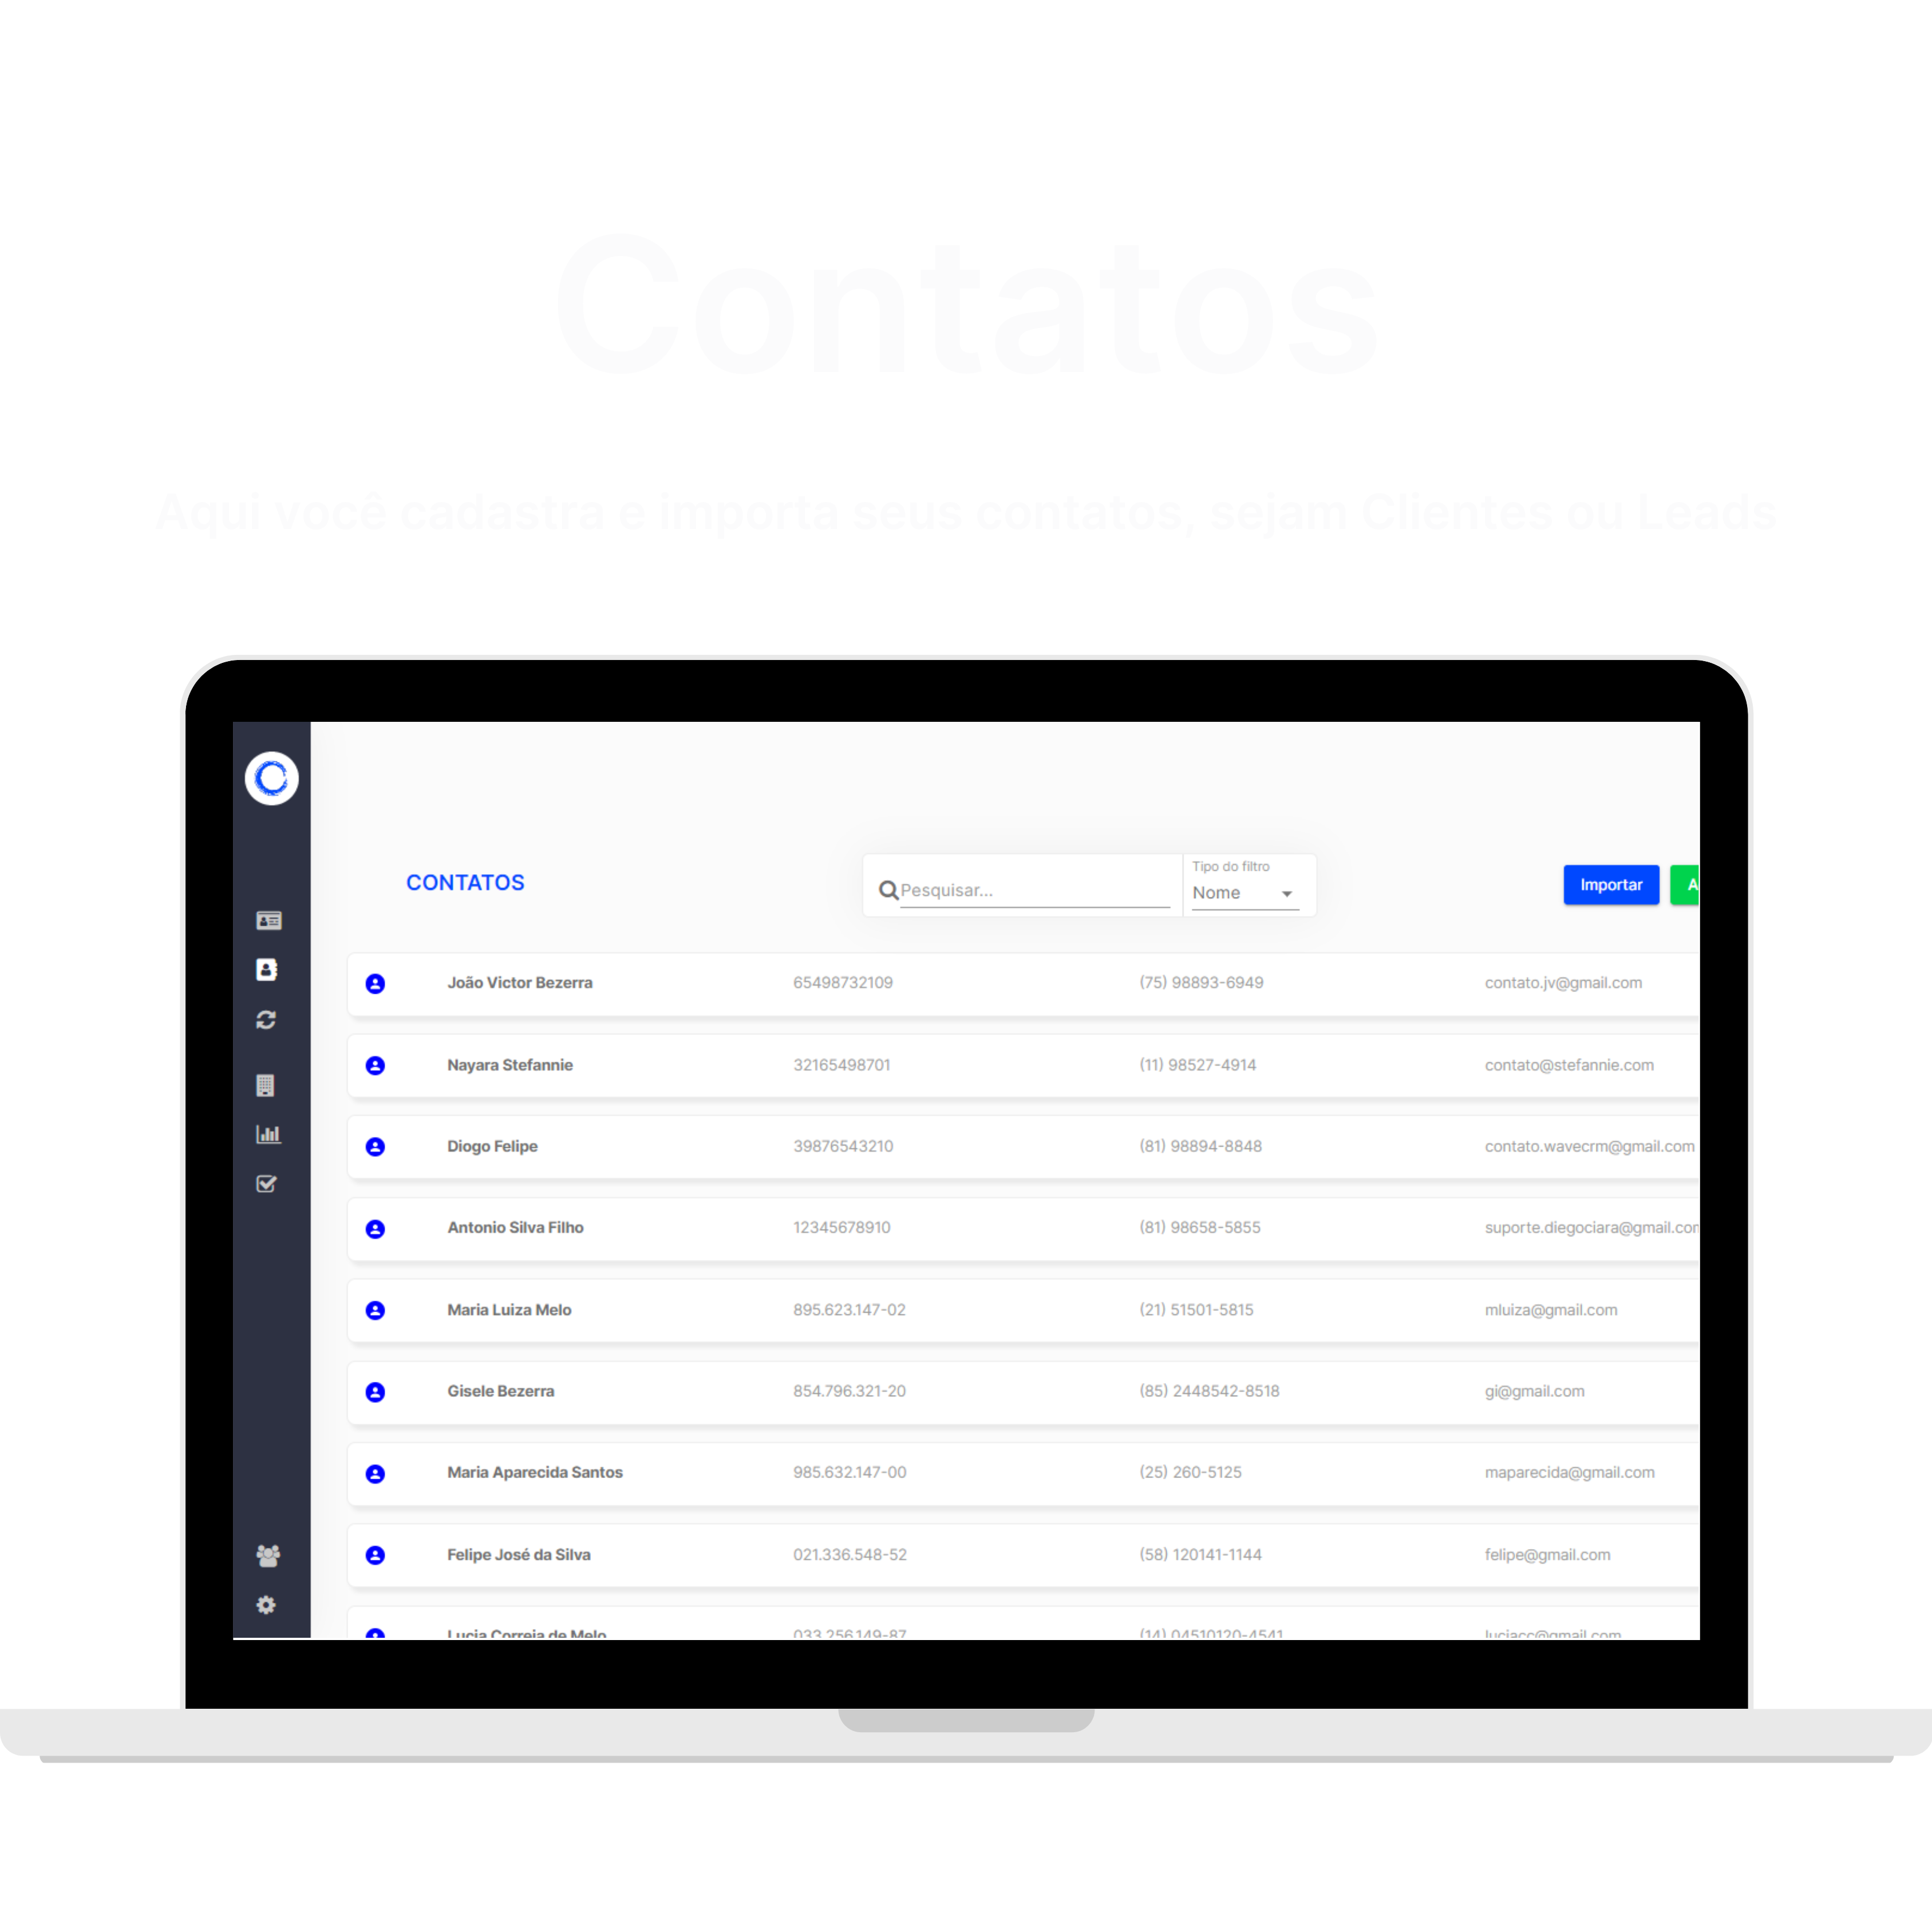 Contatos
Aqui você cadastra e importa seus contatos, sejam Clientes ou Leads
CONTATOS
Pesquisar...
Tipo do filtro
Nome
Importar
A
João Victor Bezerra 65498732109 (75) 98893-6949 contato.jv@gmail.com
Nayara Stefannie 32165498701 (11) 98527-4914 contato@stefannie.com
Diogo Felipe 39876543210 (81) 98894-8848 contato.wavecrm@gmail.com
Antonio Silva Filho 12345678910 (81) 98658-5855 suporte.diegociara@gmail.com
Maria Luiza Melo 895.623.147-02 (21) 51501-5815 mluiza@gmail.com
Gisele Bezerra 854.796.321-20 (85) 2448542-8518 gi@gmail.com
Maria Aparecida Santos 985.632.147-00 (25) 260-5125 maparecida@gmail.com
Felipe José da Silva 021.336.548-52 (58) 120141-1144 felipe@gmail.com
Lucia Correia de Melo 033.256.149-87 (14) 04510120-4541 luciacc@gmail.com